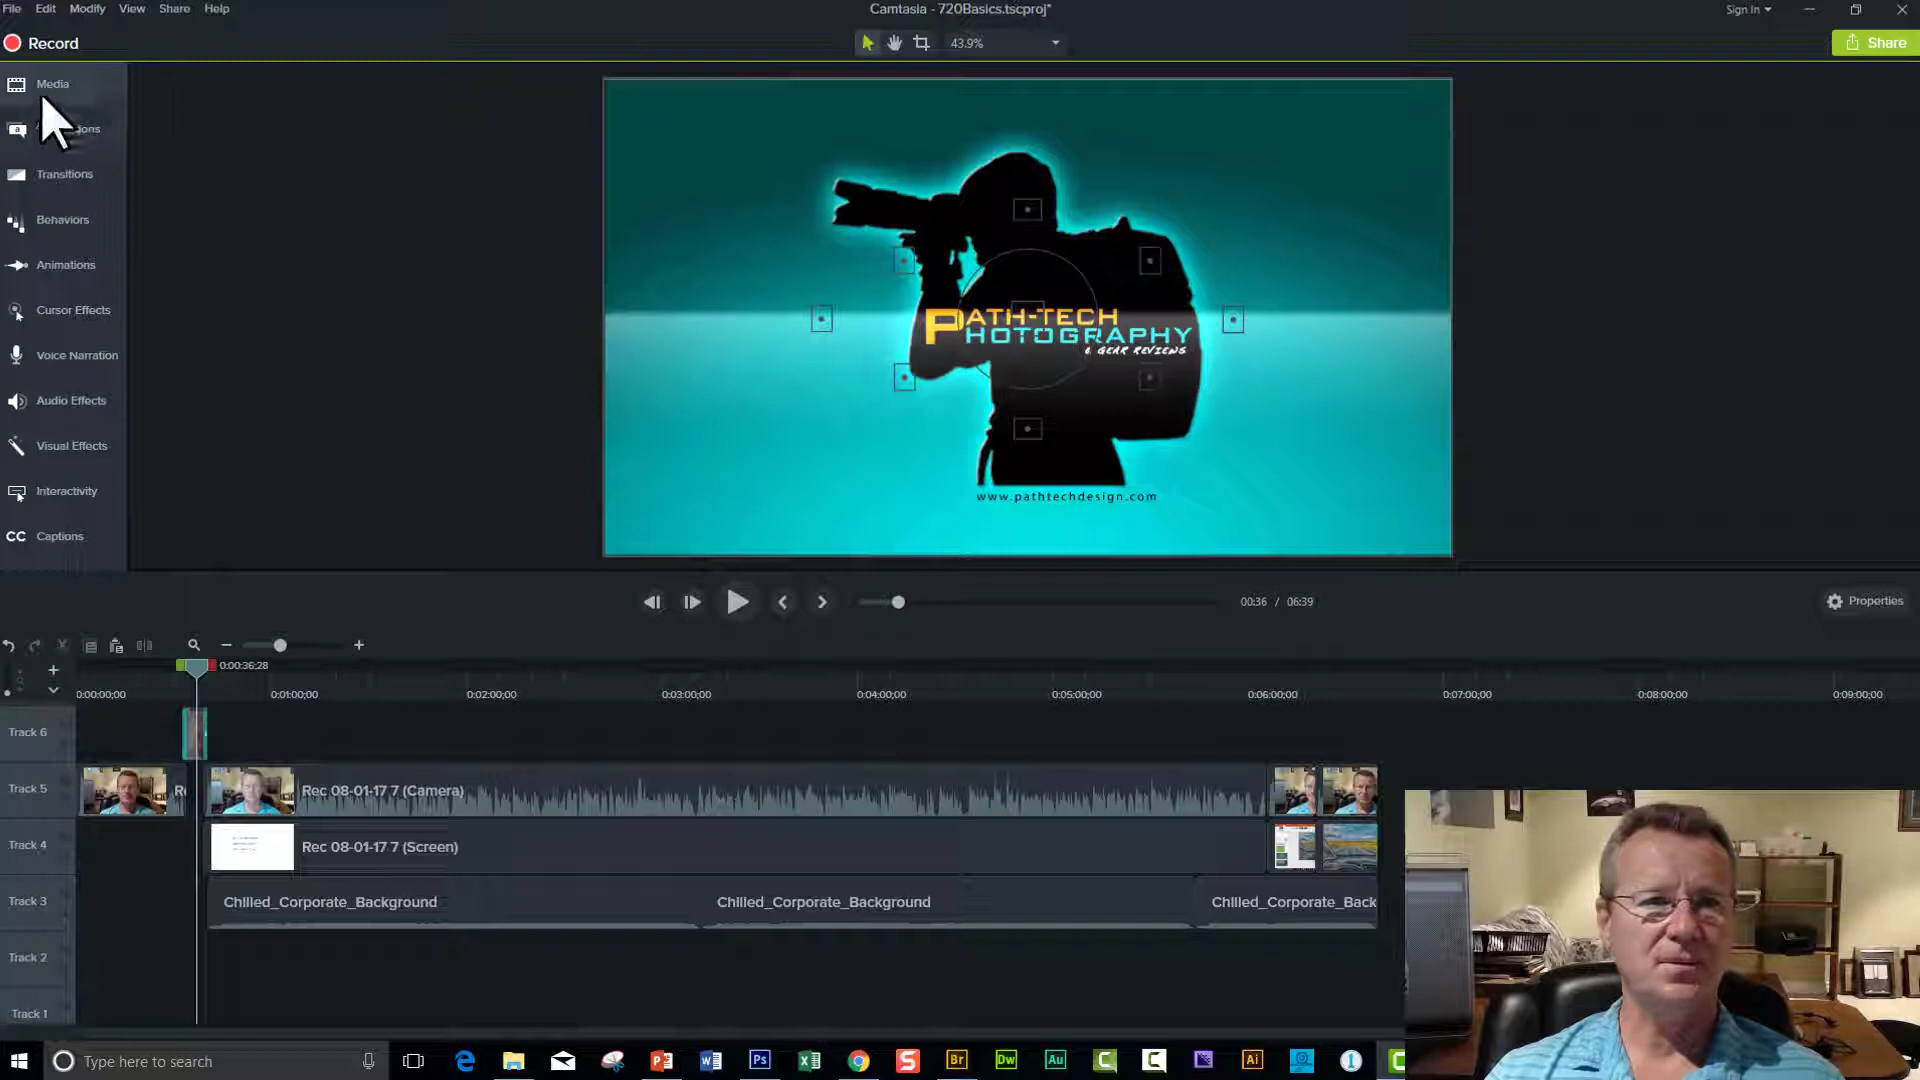 File Edit Modify View Share Help
Camtasia - 720Basics.tscproj*
Sign In
Record
43.9%
Share
Media
Transitions
Behaviors
Animations
Cursor Effects
Voice Narration
Audio Effects
Visual Effects
Interactivity
CC Captions
PATH-TECH
PHOTOGRAPHY
& GEAR REVIEWS
www.pathtechdesign.com
00:36 / 06:39
Properties
0:00:36;28
0:00:00;00 0:01:00;00 0:02:00;00 0:03:00;00 0:04:00;00 0:05:00;00 0:06:00;00 0:07:00;00 0:08:00;00 0:09:00;00
Track 6
Track 5
Rec 08-01-17 7 (Camera)
Track 4
Rec 08-01-17 7 (Screen)
Track 3
Chilled_Corporate_Background Chilled_Corporate_Background Chilled_Corporate_Back
Track 2
Track 1
Type here to search
Br Dw Au Ai Ps